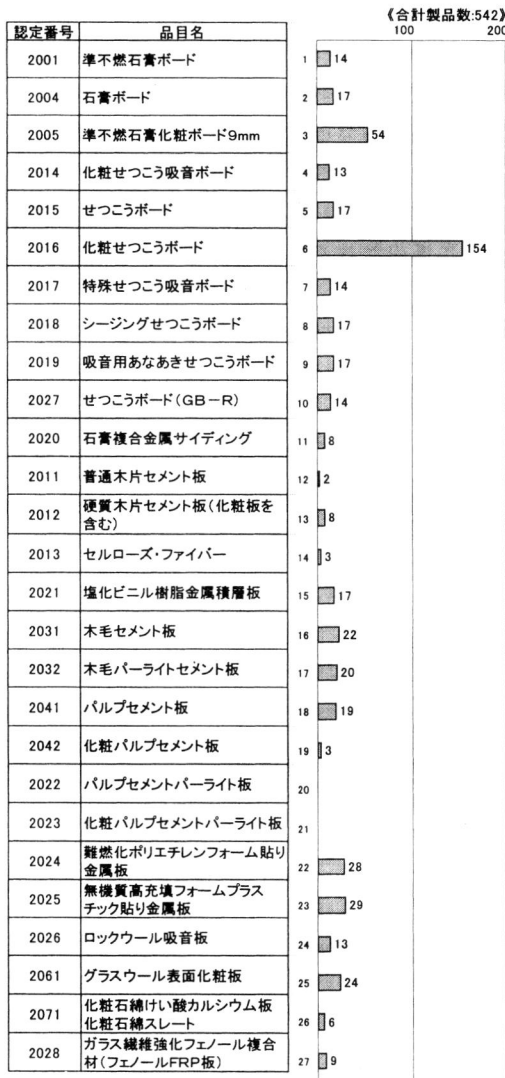 《合計製品数:542》
認定番号 品目名 100 200
2001 準不燃石膏ボード 1 14
2004 石膏ボード 2 17
2005 準不燃石膏化粧ボード9mm 3 54
2014 化粧せつこう吸音ボード 4 13
2015 せつこうボード 5 17
2016 化粧せつこうボード 6 154
2017 特殊せつこう吸音ボード 7 14
2018 シージングせつこうボード 8 17
2019 吸音用あなあきせつこうボード 9 17
2027 せつこうボード(GB-R) 10 14
2020 石膏複合金属サイディング 11 8
2011 普通木片セメント板 12 2
2012 硬質木片セメント板(化粧板を
含む) 13 8
2013 セルローズ・ファイバー 14 3
2021 塩化ビニル樹脂金属積層板 15 17
2031 木毛セメント板 16 22
2032 木毛パーライトセメント板 17 20
2041 パルプセメント板 18 19
2042 化粧パルプセメント板 19 3
2022 パルプセメントパーライト板 20
2023 化粧パルプセメントパーライト板 21
2024 難燃化ポリエチレンフォーム貼り
金属板 22 28
2025 無機質高充填フォームプラス
チック貼り金属板 23 29
2026 ロックウール吸音板 24 13
2061 グラスウール表面化粧板 25 24
2071 化粧石綿けい酸カルシウム板
化粧石綿スレート 26 6
2028 ガラス繊維強化フェノール複合
材(フェノールFRP板) 27 9